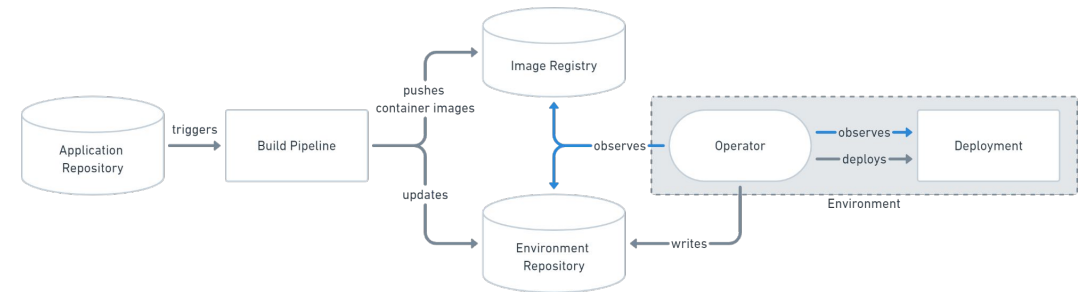 Application
Repository
triggers
Build Pipeline
pushes
container images
updates
Image Registry
Environment
Repository
observes
writes
Operator
observes
deploys
Deployment
Environment